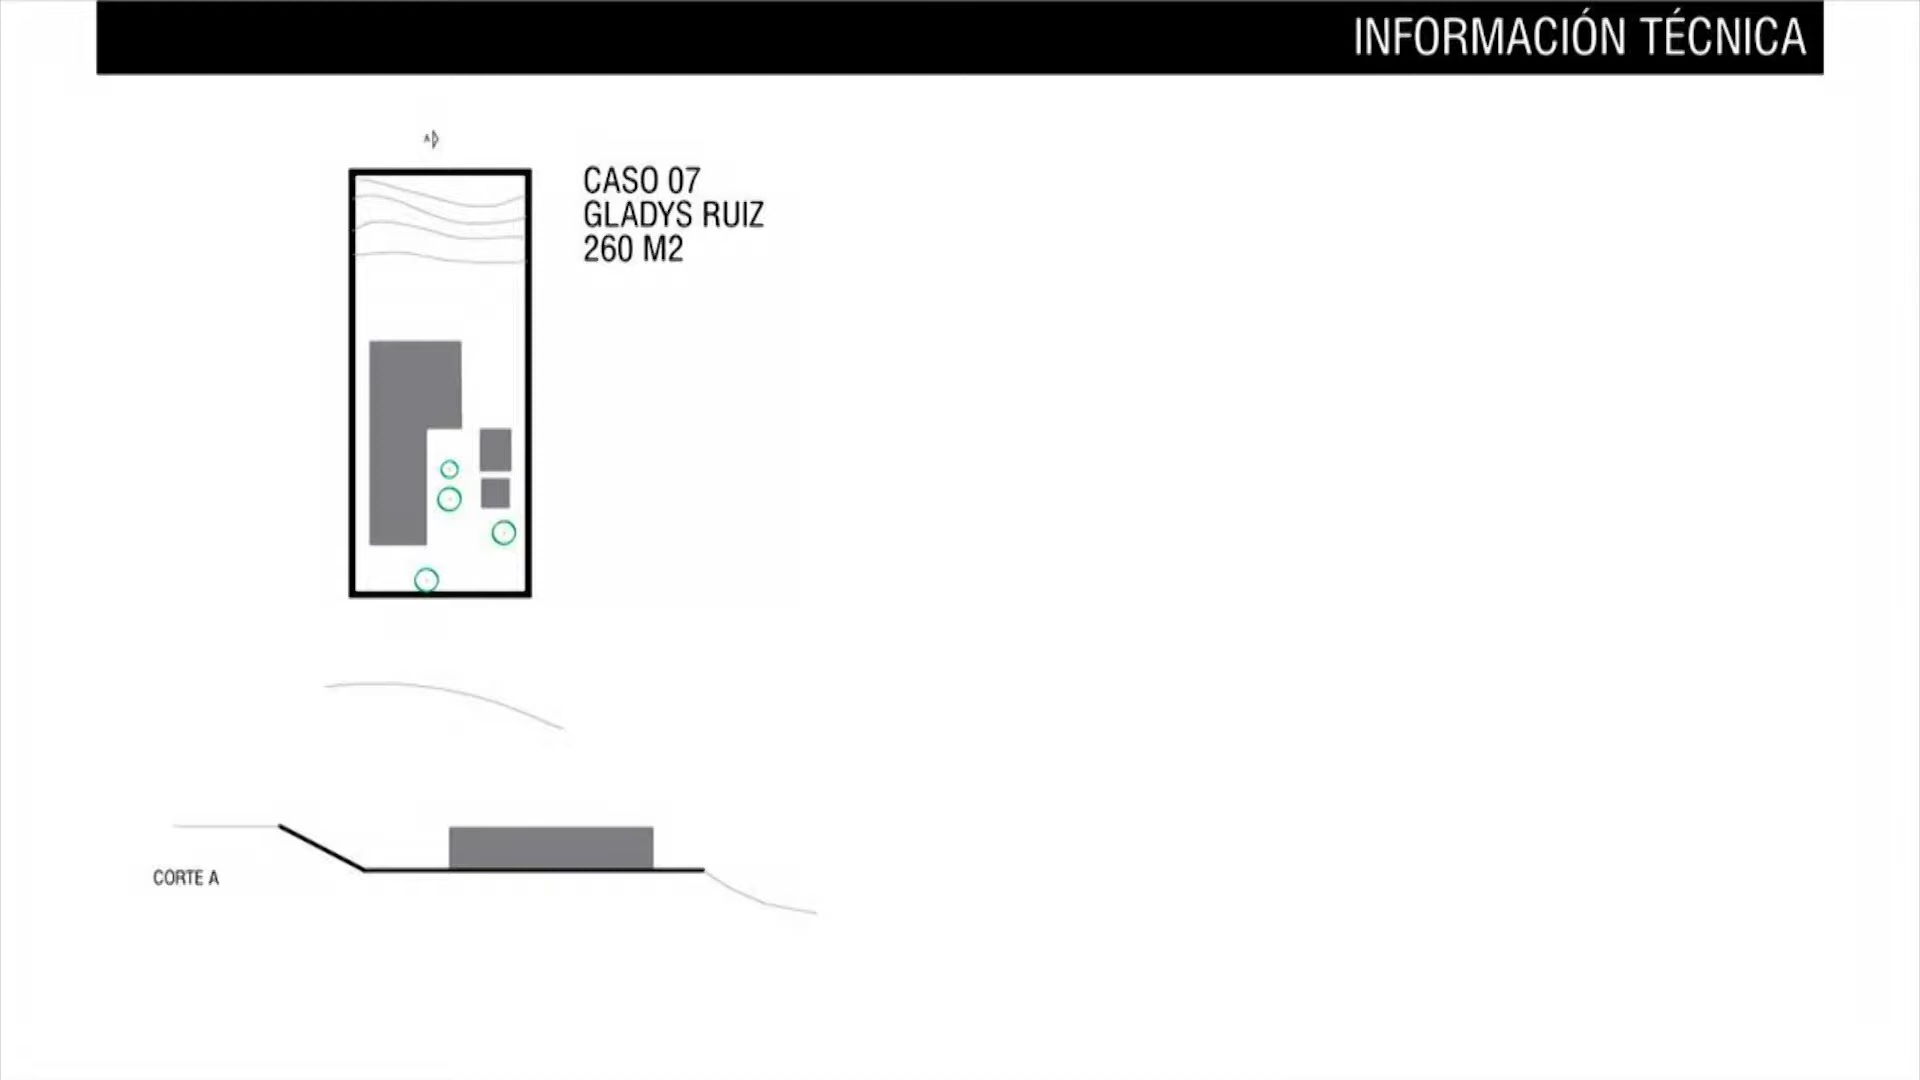 INFORMACIÓN TÉCNICA
A
CASO 07
GLADYS RUIZ
260 M2
CORTE A